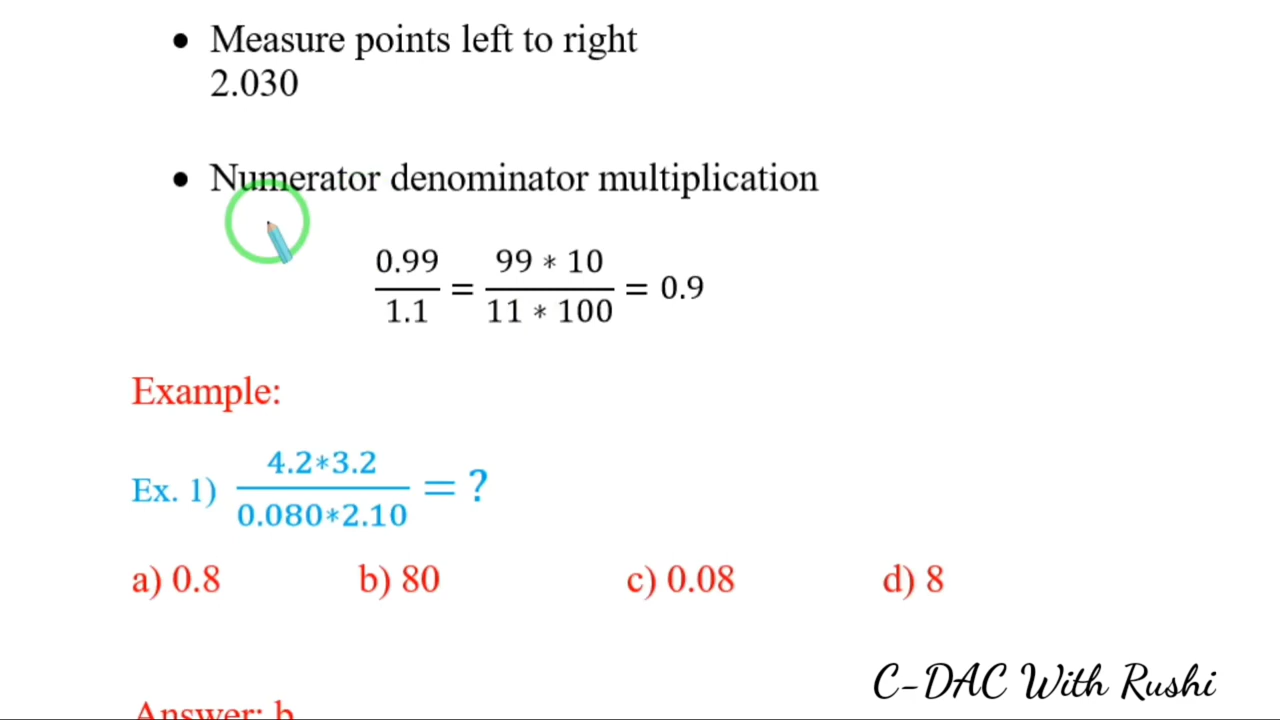 • Measure points left to right
2.030
• Numerator denominator multiplication
0.99/1.1 = 99 * 10/11 * 100 = 0.9
Example:
Ex. 1) 4.2*3.2/0.080*2.10 = ?
a) 0.8 b) 80 c) 0.08 d) 8
C-DAC With Rushi
Answer: b